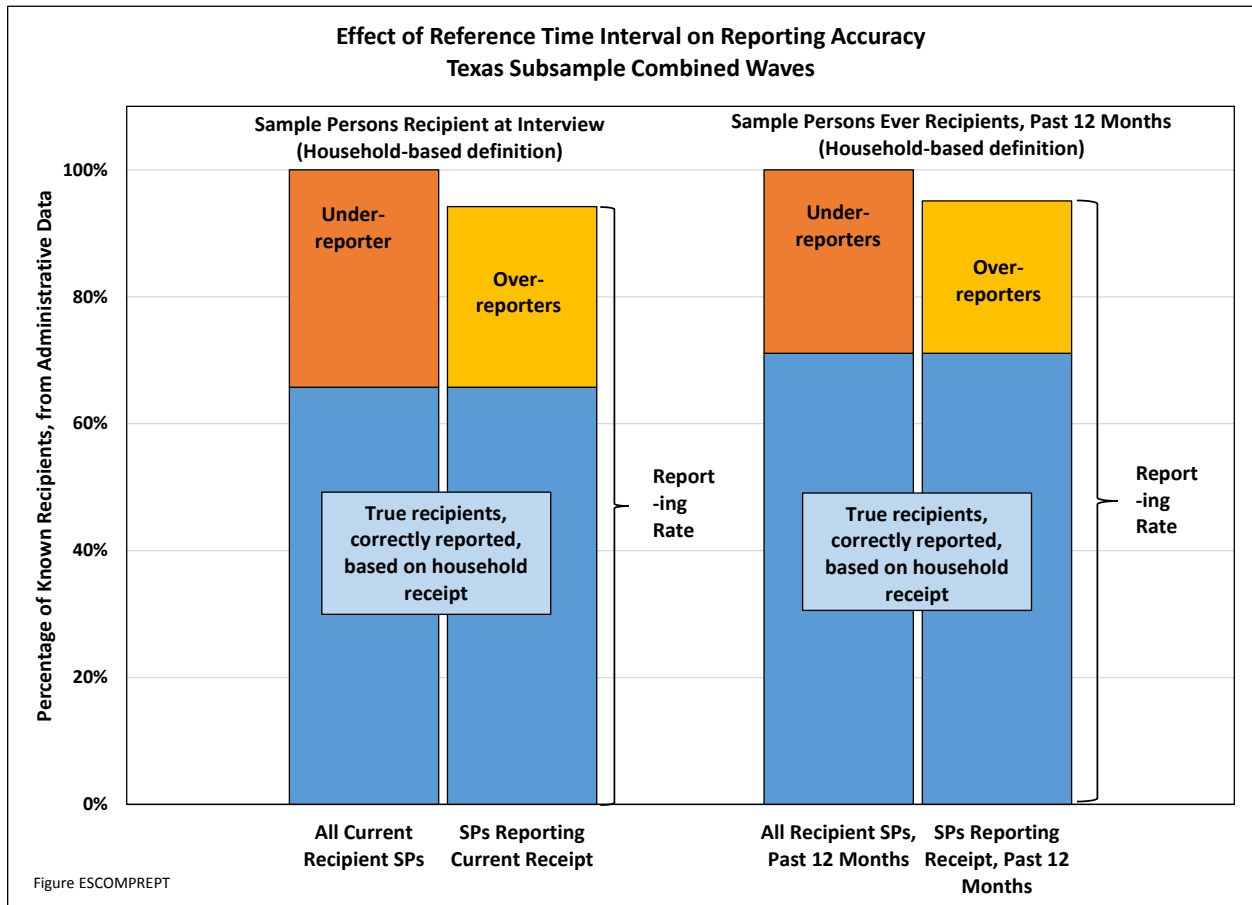 Effect of Reference Time Interval on Reporting Accuracy
Texas Subsample Combined Waves
Sample Persons Recipient at Interview
(Household-based definition)
Sample Persons Ever Recipients, Past 12 Months
(Household-based definition)
Percentage of Known Recipients, from Administrative Data
100%
80%
60%
40%
20%
0%
Under-
reporter
Over-
reporters
True recipients,
correctly reported,
based on household
receipt
Report
-ing
Rate
Under-
reporters
Over-
reporters
True recipients,
correctly reported,
based on household
receipt
Report
-ing
Rate
All Current
Recipient SPs
SPs Reporting
Current Receipt
All Recipient SPs,
Past 12 Months
SPs Reporting
Receipt, Past 12
Months
Figure ESCOMPREPT